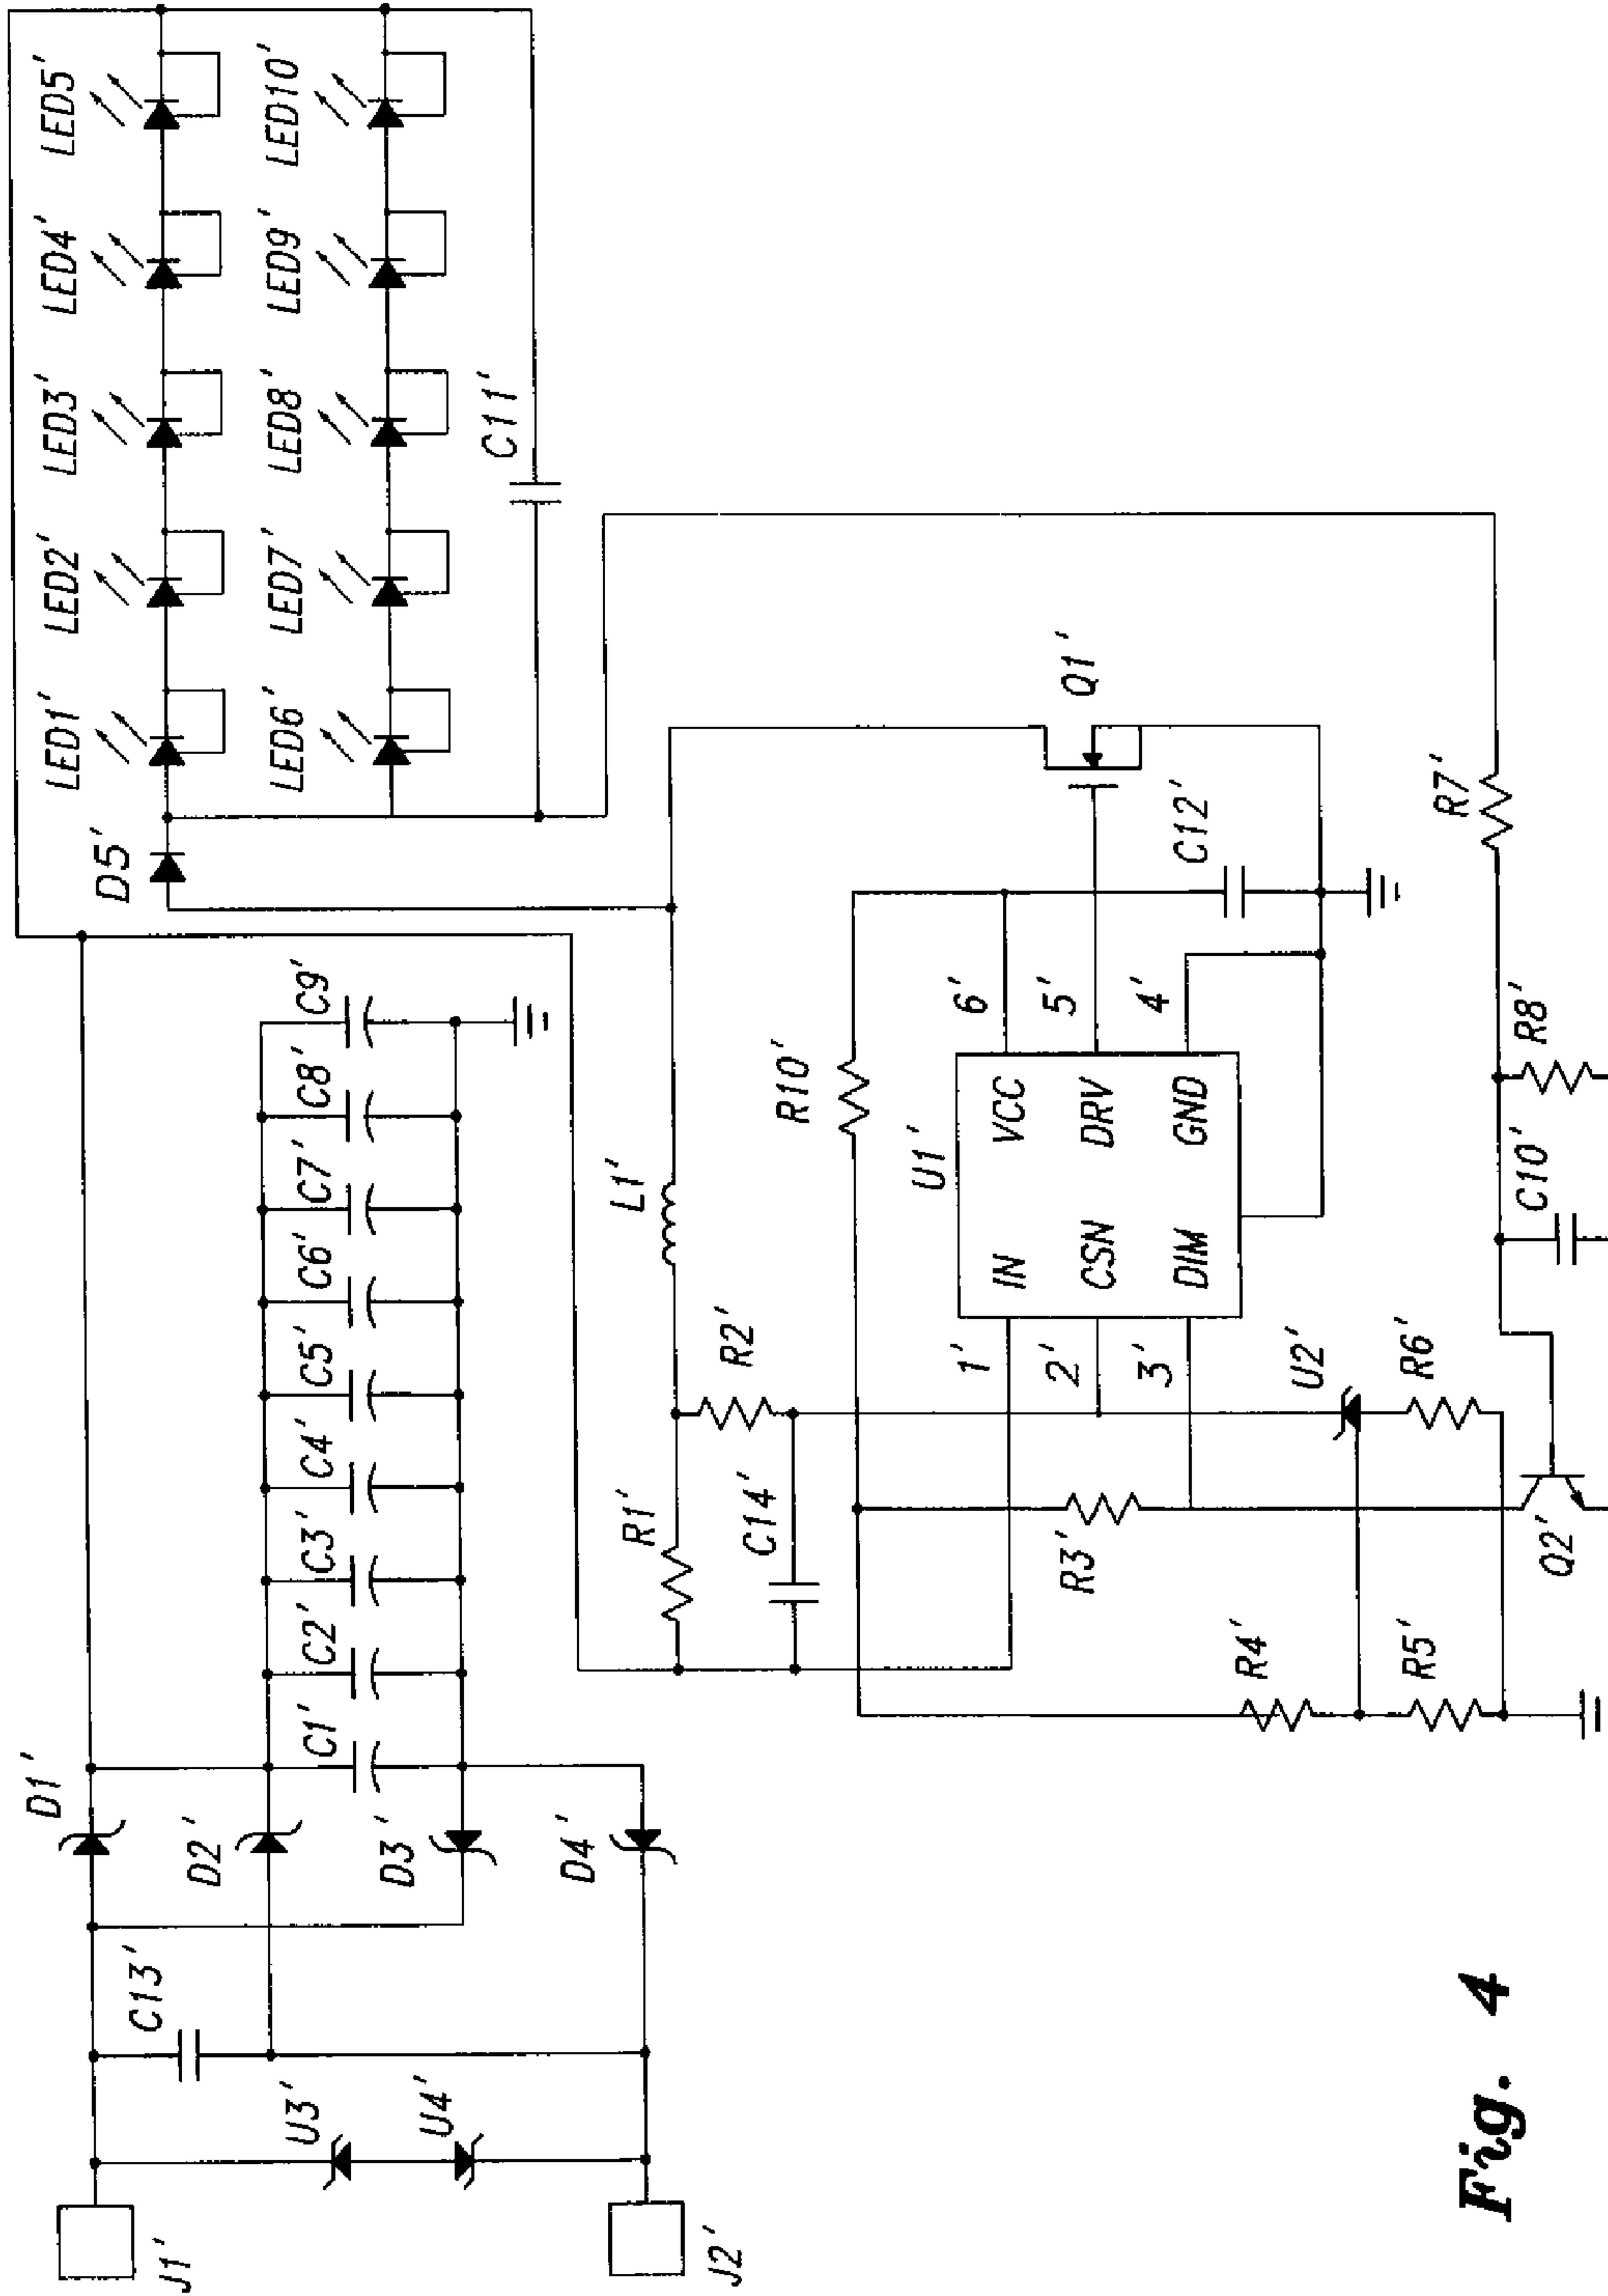 LED1' LED2' LED3' LED4' LED5'
D5'
LED6' LED7' LED8' LED9' LED10'
C11'
D1'
C13'
D2'
C1' C2' C3' C4' C5' C6' C7' C8' C9'
U3'
D3'
U4'
D4'
J1'
J2'
R1'
L1'
R2'
C14'
R10'
U1'
1' IN VCC 6'
2' CSN DRV 5'
3' DIM GND 4'
Q1'
C12'
R3'
R4'
U2'
R5'
R6'
R7'
Q2'
C10'
R8'
Fig. 4